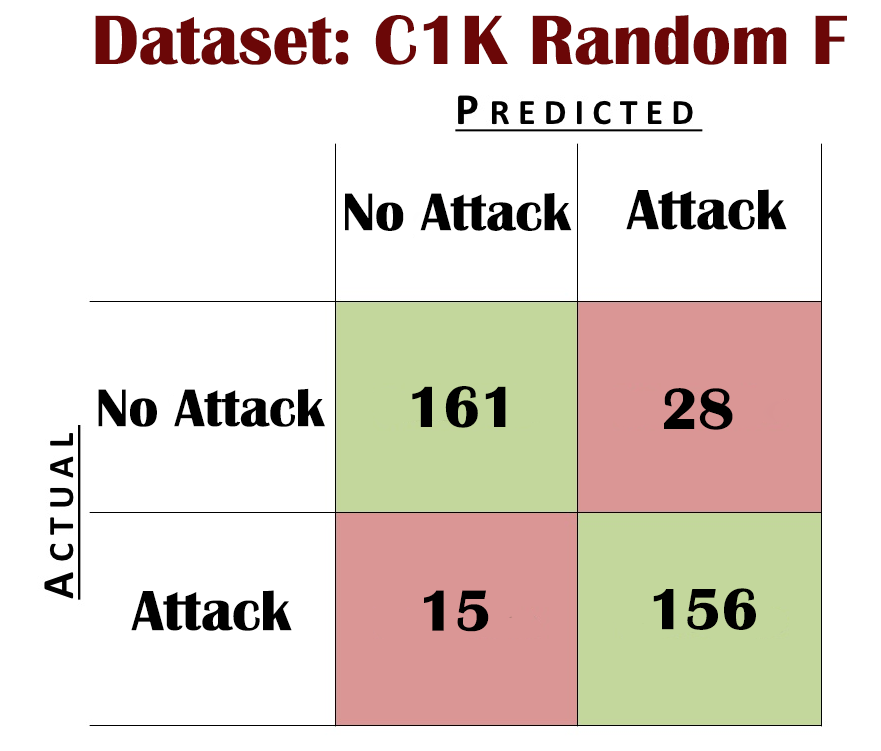 Dataset: C1K Random F
PREDICTED
No Attack Attack
No Attack 161 28
ACTUAL
Attack 15 156